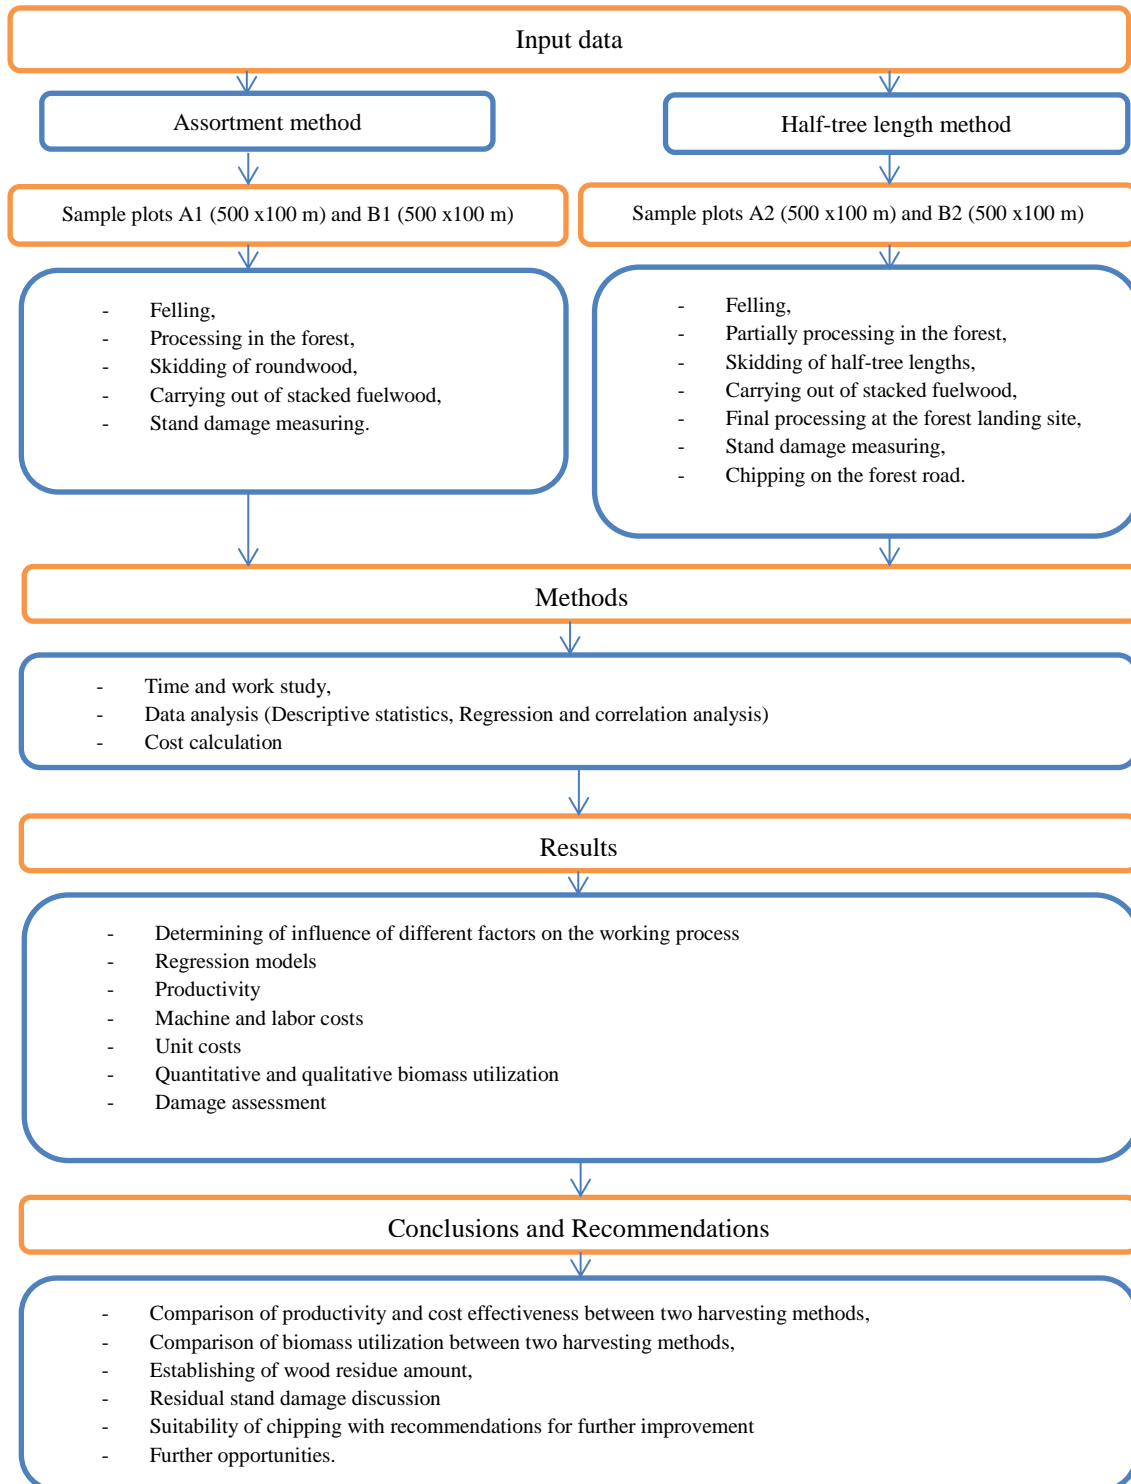 Input data
Assortment method
Half-tree length method
Sample plots A1 (500 x100 m) and B1 (500 x100 m)
Sample plots A2 (500 x100 m) and B2 (500 x100 m)
- Felling,
- Processing in the forest,
- Skidding of roundwood,
- Carrying out of stacked fuelwood,
- Stand damage measuring.
- Felling,
- Partially processing in the forest,
- Skidding of half-tree lengths,
- Carrying out of stacked fuelwood,
- Final processing at the forest landing site,
- Stand damage measuring,
- Chipping on the forest road.
Methods
- Time and work study,
- Data analysis (Descriptive statistics, Regression and correlation analysis)
- Cost calculation
Results
- Determining of influence of different factors on the working process
- Regression models
- Productivity
- Machine and labor costs
- Unit costs
- Quantitative and qualitative biomass utilization
- Damage assessment
Conclusions and Recommendations
- Comparison of productivity and cost effectiveness between two harvesting methods,
- Comparison of biomass utilization between two harvesting methods,
- Establishing of wood residue amount,
- Residual stand damage discussion
- Suitability of chipping with recommendations for further improvement
- Further opportunities.